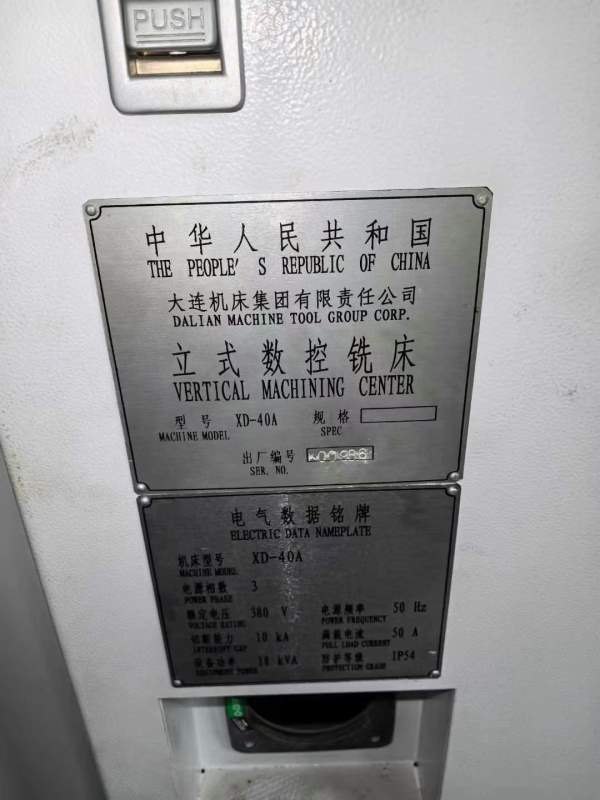 PUSH
中华人民共和国
THE PEOPLE' S REPUBLIC OF CHINA
大连机床集团有限责任公司
DALIAN MACHINE TOOL GROUP CORP.
立式数控铣床
VERTICAL MACHINING CENTER
型号 XD-40A 规格
MACHINE MODEL SPEC
出厂编号
SER. NO.
电气数据铭牌
ELECTRIC DATA NAMEPLATE
机床型号 XD-40A
MACHINE MODEL
电源相数 3
POWER PHASE
额定电压 380 V 电源频率 50 Hz
VOLTAGE RATING POWER FREQUENCY
切断能力 10 kA 满载电流 50 A
INTERRUPT CAP FULL LOAD CURRENT
设备功率 18 kVA 防护等级 IP54
EQUIPMENT POWER PROTECTION GRADE